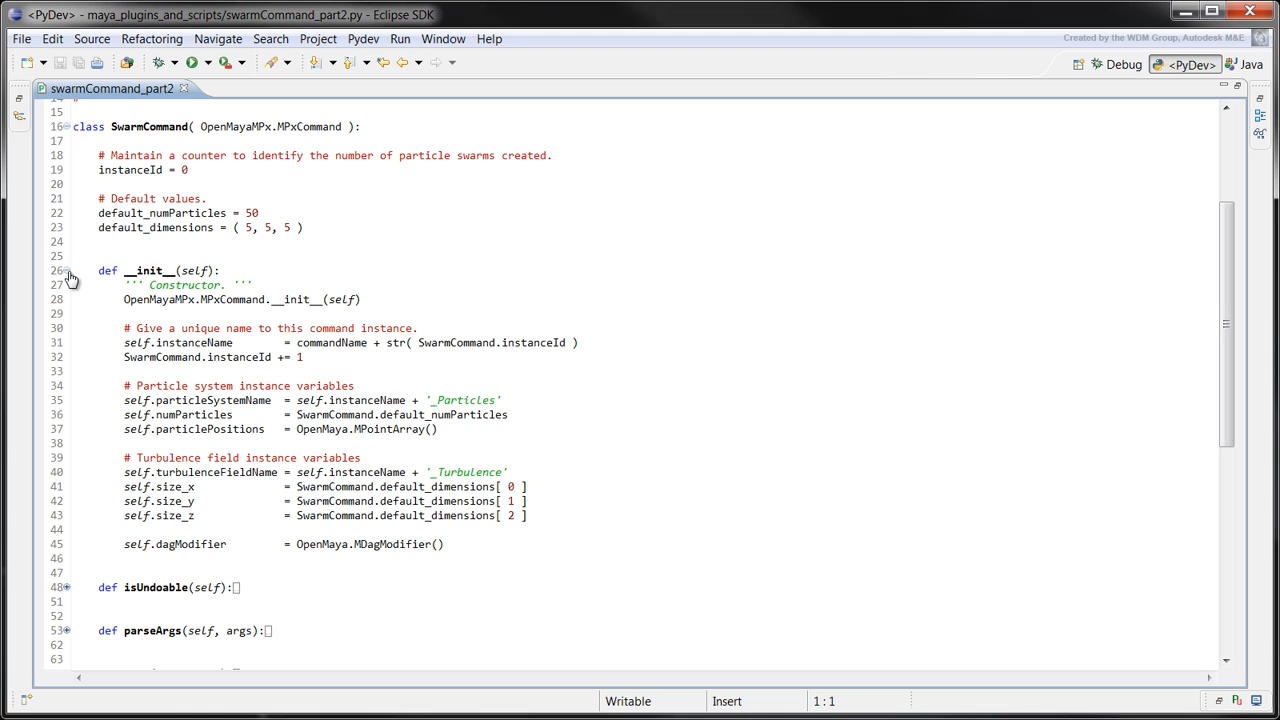 <PyDev> - maya_plugins_and_scripts/swarmCommand_part2.py - Eclipse SDK
File Edit Source Refactoring Navigate Search Project Pydev Run Window Help
Created by the WDM Group, Autodesk M&E
Debug <PyDev> Java
swarmCommand_part2
14 #
15
16 class SwarmCommand( OpenMayaMPx.MPxCommand ):
17
18 # Maintain a counter to identify the number of particle swarms created.
19 instanceId = 0
20
21 # Default values.
22 default_numParticles = 50
23 default_dimensions = ( 5, 5, 5 )
24
25
26 def __init__(self):
27 ''' Constructor. '''
28 OpenMayaMPx.MPxCommand.__init__(self)
29
30 # Give a unique name to this command instance.
31 self.instanceName = commandName + str( SwarmCommand.instanceId )
32 SwarmCommand.instanceId += 1
33
34 # Particle system instance variables
35 self.particleSystemName = self.instanceName + '_Particles'
36 self.numParticles = SwarmCommand.default_numParticles
37 self.particlePositions = OpenMaya.MPointArray()
38
39 # Turbulence field instance variables
40 self.turbulenceFieldName = self.instanceName + '_Turbulence'
41 self.size_x = SwarmCommand.default_dimensions[ 0 ]
42 self.size_y = SwarmCommand.default_dimensions[ 1 ]
43 self.size_z = SwarmCommand.default_dimensions[ 2 ]
44
45 self.dagModifier = OpenMaya.MDagModifier()
46
47
48 def isUndoable(self):
51
52
53 def parseArgs(self, args):
62
63
Writable Insert 1 : 1